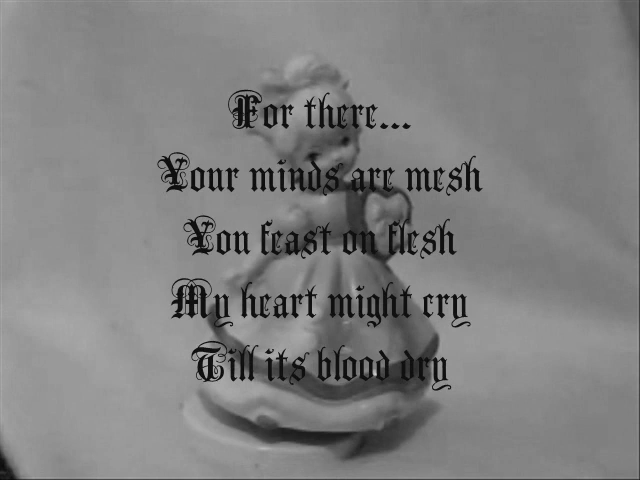 For there...
Your minds are mesh
You feast on flesh
My heart might cry
Till its blood dry